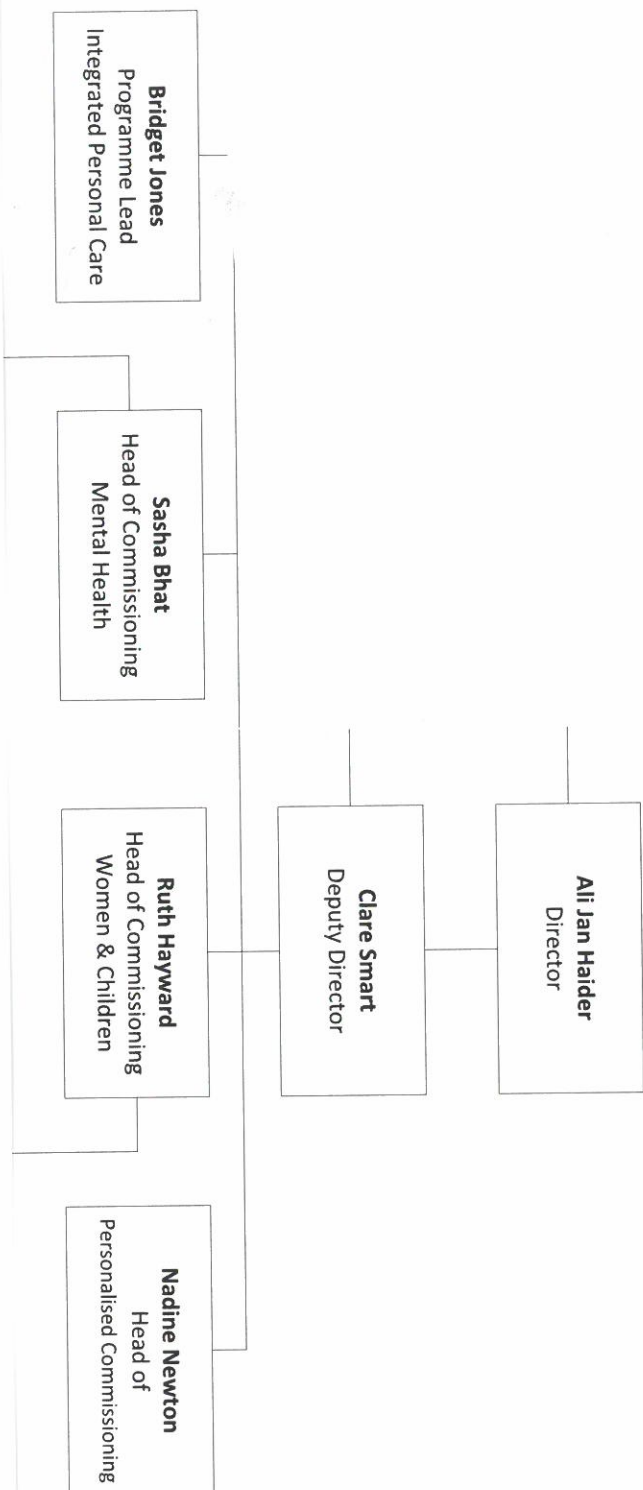 Ali Jan Haider
Director
Clare Smart
Deputy Director
Bridget Jones
Programme Lead
Integrated Personal Care
Sasha Bhat
Head of Commissioning
Mental Health
Ruth Hayward
Head of Commissioning
Women & Children
Nadine Newton
Head of
Personalised Commissioning